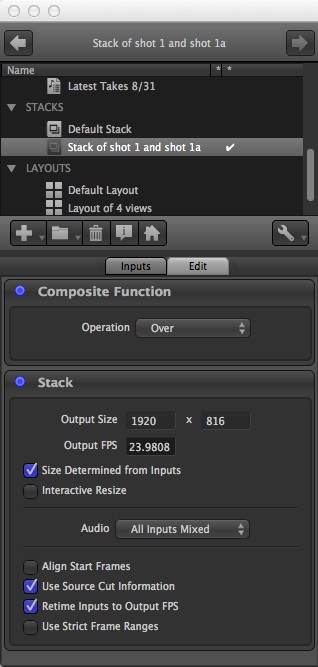 Stack of shot 1 and shot 1a
Name * *
Latest Takes 8/31
STACKS
Default Stack
Stack of shot 1 and shot 1a ✔
LAYOUTS
Default Layout
Layout of 4 views
Inputs Edit
Composite Function
Operation Over
Stack
Output Size 1920 x 816
Output FPS 23.9808
Size Determined from Inputs
Interactive Resize
Audio All Inputs Mixed
Align Start Frames
Use Source Cut Information
Retime Inputs to Output FPS
Use Strict Frame Ranges